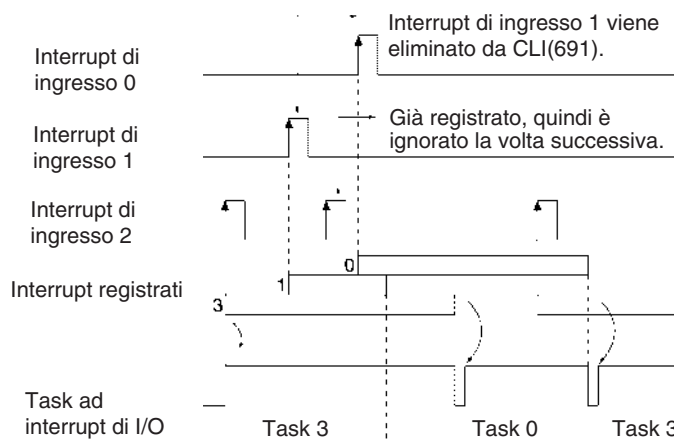 Interrupt di ingresso 1 viene
eliminato da CLI(691).
Interrupt di
ingresso 0
Già registrato, quindi è
ignorato la volta successiva.
Interrupt di
ingresso 1
Interrupt di
ingresso 2
0
Interrupt registrati
1
3
Task ad
interrupt di I/O
Task 3
Task 0
Task 3